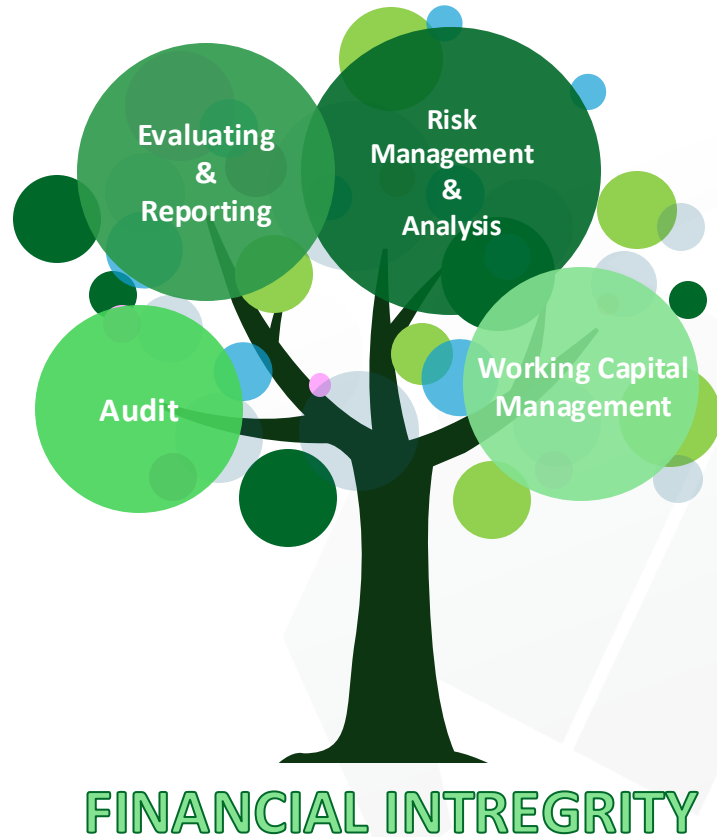 Evaluating
&
Reporting
Risk
Management
&
Analysis
Audit
Working Capital
Management
FINANCIAL INTREGRITY